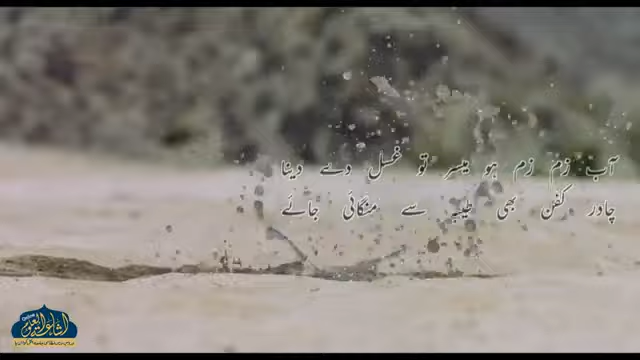 آب زم زم ہو میسر تو غسل دے دینا
چادر کفن بھی طیبہ سے منگائی جائے